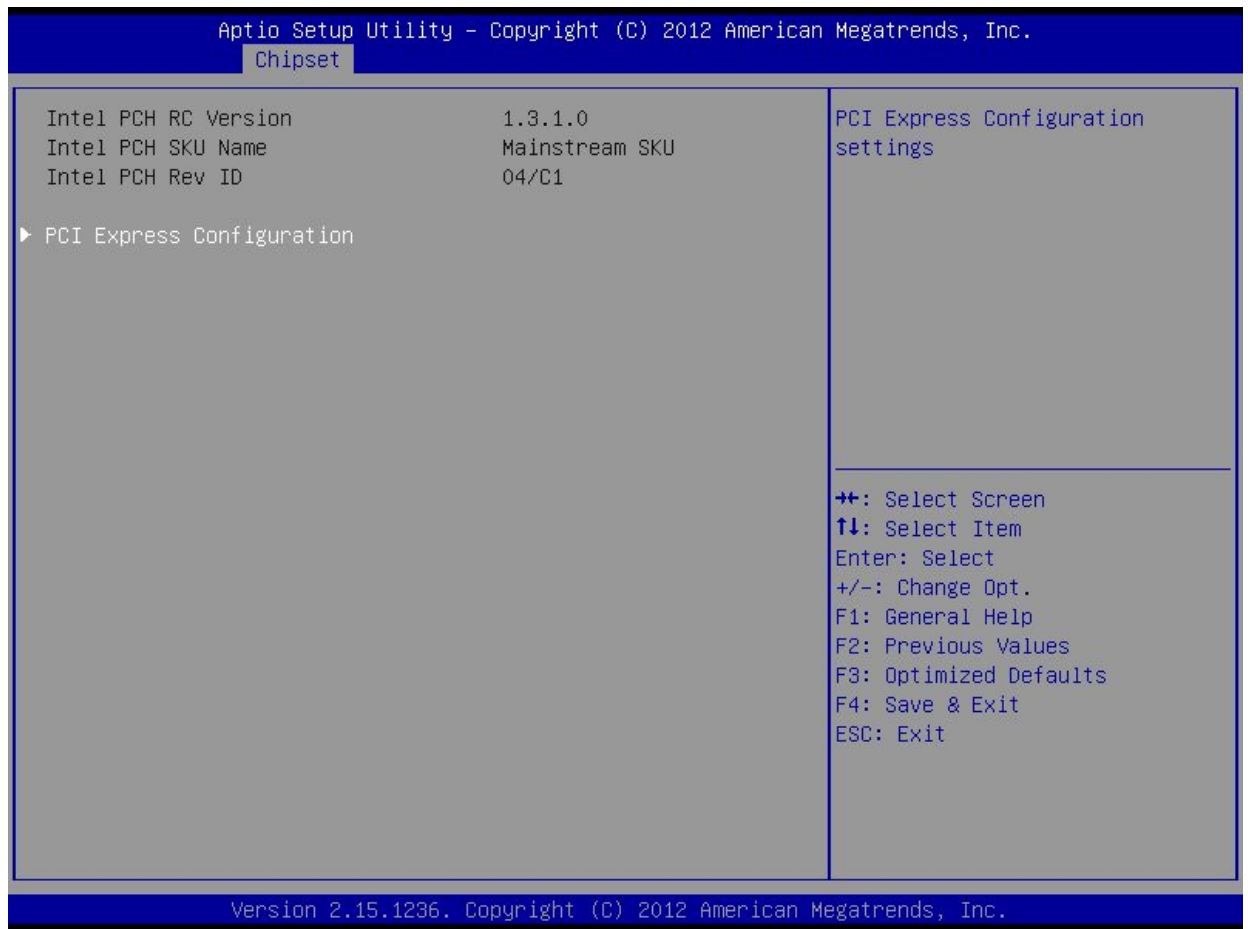 Aptio Setup Utility – Copyright (C) 2012 American Megatrends, Inc.
Chipset
Intel PCH RC Version 1.3.1.0
Intel PCH SKU Name Mainstream SKU
Intel PCH Rev ID 04/C1
► PCI Express Configuration
PCI Express Configuration
settings
→←: Select Screen
↑↓: Select Item
Enter: Select
+/-: Change Opt.
F1: General Help
F2: Previous Values
F3: Optimized Defaults
F4: Save & Exit
ESC: Exit
Version 2.15.1236. Copyright (C) 2012 American Megatrends, Inc.